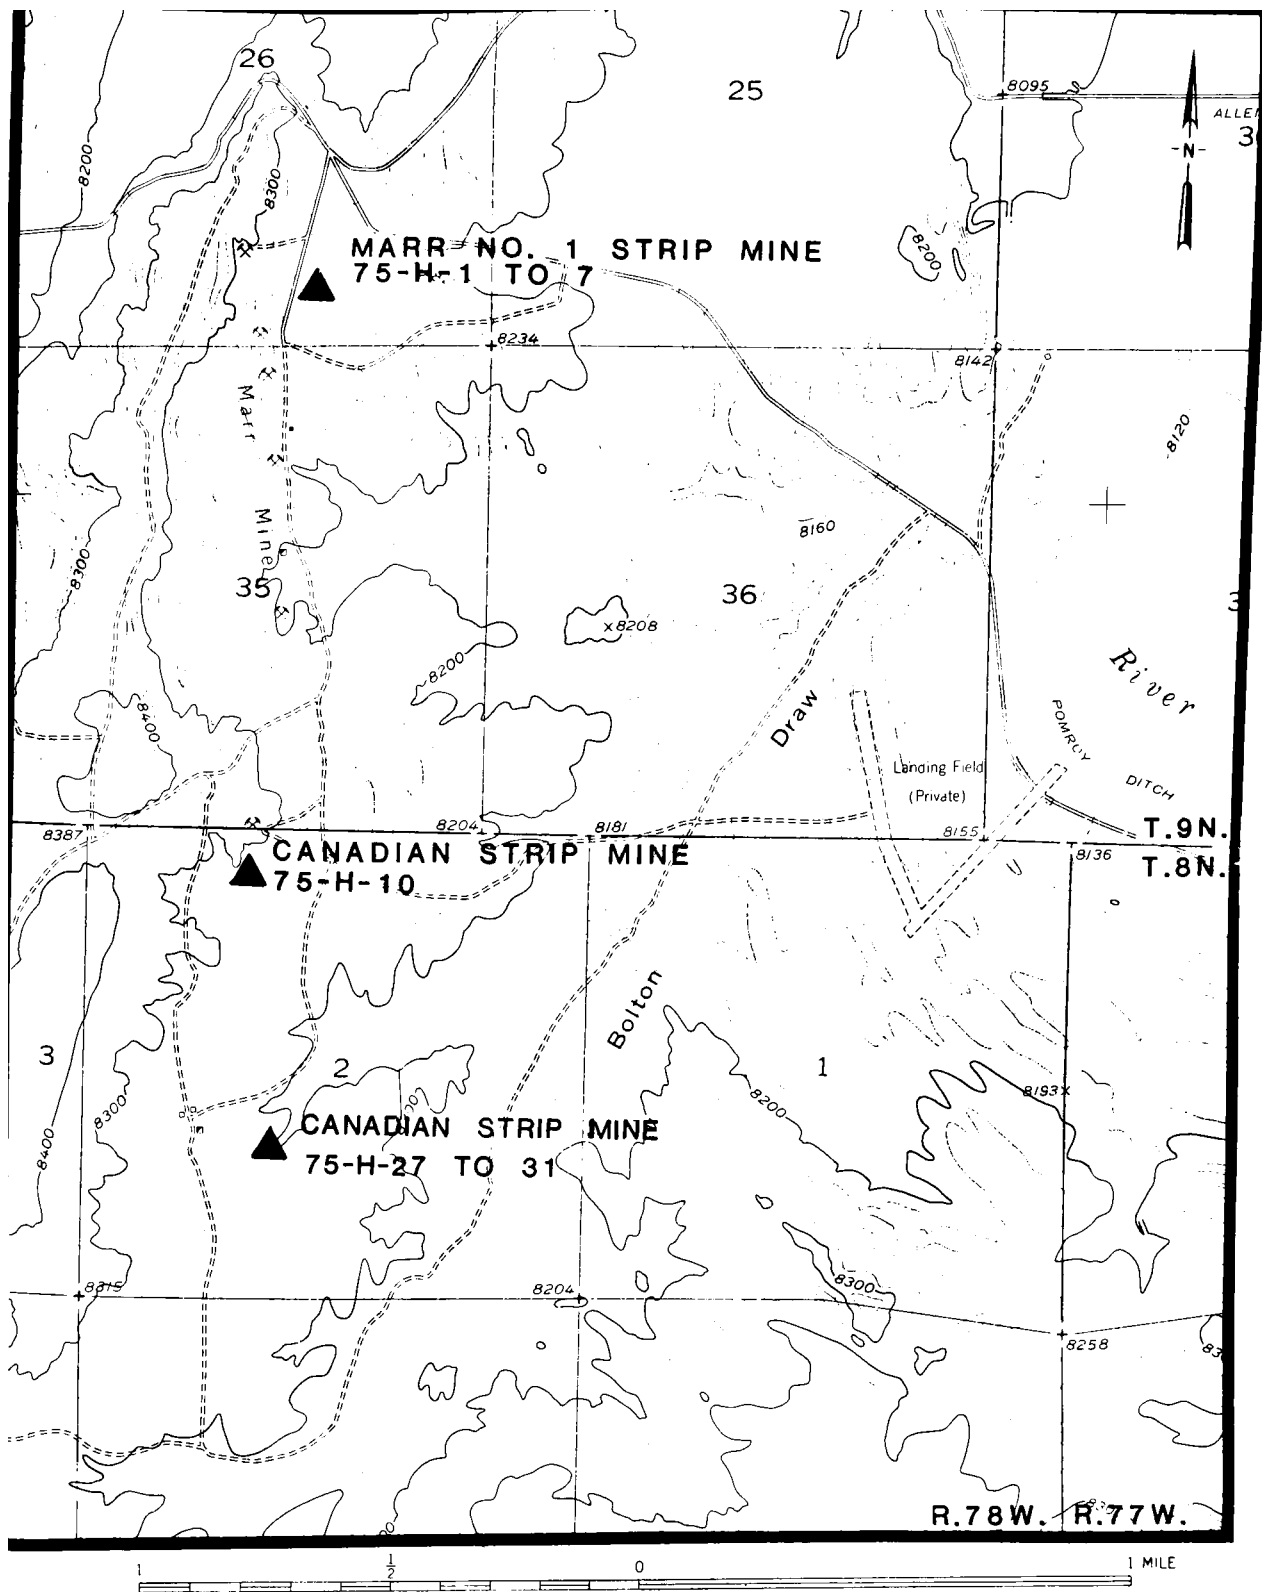 26
25
8095
ALLEN
-N-
8200
8300
MARR NO. 1 STRIP MINE
75-H-1 TO 7
8200
8234
8142
Marr
Mine
8120
8160
8300
35
36
8208
8200
River
8400
Draw
POMROY
DITCH
Landing Field
(Private)
8387
8204
8181
8155
8136
T.9N.
T.8N.
CANADIAN STRIP MINE
75-H-10
Bolton
3
2
1
8193
8200
8300
8400
CANADIAN STRIP MINE
75-H-27 TO 31
8315
8204
8300
8258
R.78W. R.77W.
1 ½ 0 1 MILE